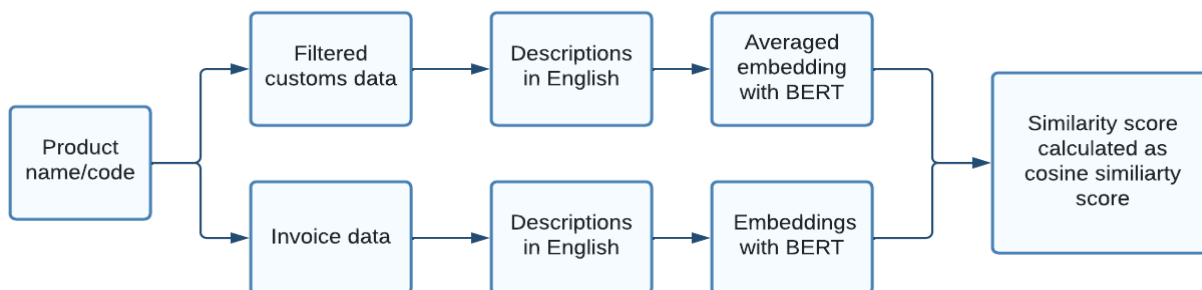 Product
name/code
Filtered
customs data
Descriptions
in English
Averaged
embedding
with BERT
Invoice data
Descriptions
in English
Embeddings
with BERT
Similarity score
calculated as
cosine similiarty
score